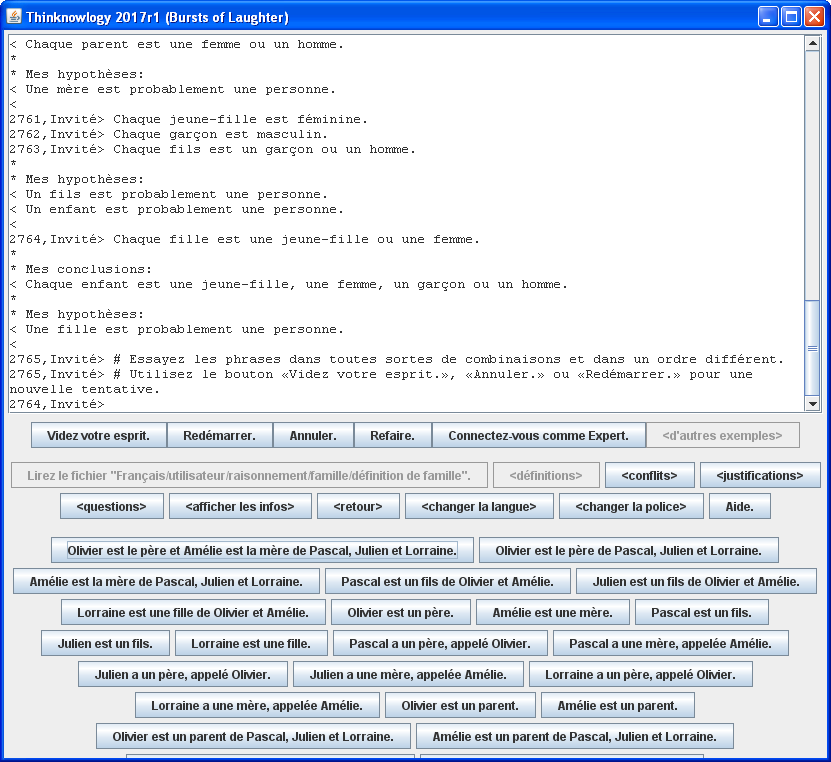 Thinknowlogy 2017r1 (Bursts of Laughter)
< Chaque parent est une femme ou un homme.
*
* Mes hypothèses:
< Une mère est probablement une personne.
<
2761,Invité> Chaque jeune-fille est féminine.
2762,Invité> Chaque garçon est masculin.
2763,Invité> Chaque fils est un garçon ou un homme.
*
* Mes hypothèses:
< Un fils est probablement une personne.
< Un enfant est probablement une personne.
<
2764,Invité> Chaque fille est une jeune-fille ou une femme.
*
* Mes conclusions:
< Chaque enfant est une jeune-fille, une femme, un garçon ou un homme.
*
* Mes hypothèses:
< Une fille est probablement une personne.
<
2765,Invité> # Essayez les phrases dans toutes sortes de combinaisons et dans un ordre différent.
2765,Invité> # Utilisez le bouton «Videz votre esprit.», «Annuler.» ou «Redémarrer.» pour une
nouvelle tentative.
2764,Invité>
Videz votre esprit. Redémarrer. Annuler. Refaire. Connectez-vous comme Expert. <d'autres exemples>
Lirez le fichier "Français/utilisateur/raisonnement/famille/définition de famille". <définitions> <conflits> <justifications>
<questions> <afficher les infos> <retour> <changer la langue> <changer la police> Aide.
Olivier est le père et Amélie est la mère de Pascal, Julien et Lorraine. Olivier est le père de Pascal, Julien et Lorraine.
Amélie est la mère de Pascal, Julien et Lorraine. Pascal est un fils de Olivier et Amélie. Julien est un fils de Olivier et Amélie.
Lorraine est une fille de Olivier et Amélie. Olivier est un père. Amélie est une mère. Pascal est un fils.
Julien est un fils. Lorraine est une fille. Pascal a un père, appelé Olivier. Pascal a une mère, appelée Amélie.
Julien a un père, appelé Olivier. Julien a une mère, appelée Amélie. Lorraine a un père, appelé Olivier.
Lorraine a une mère, appelée Amélie. Olivier est un parent. Amélie est un parent.
Olivier est un parent de Pascal, Julien et Lorraine. Amélie est un parent de Pascal, Julien et Lorraine.